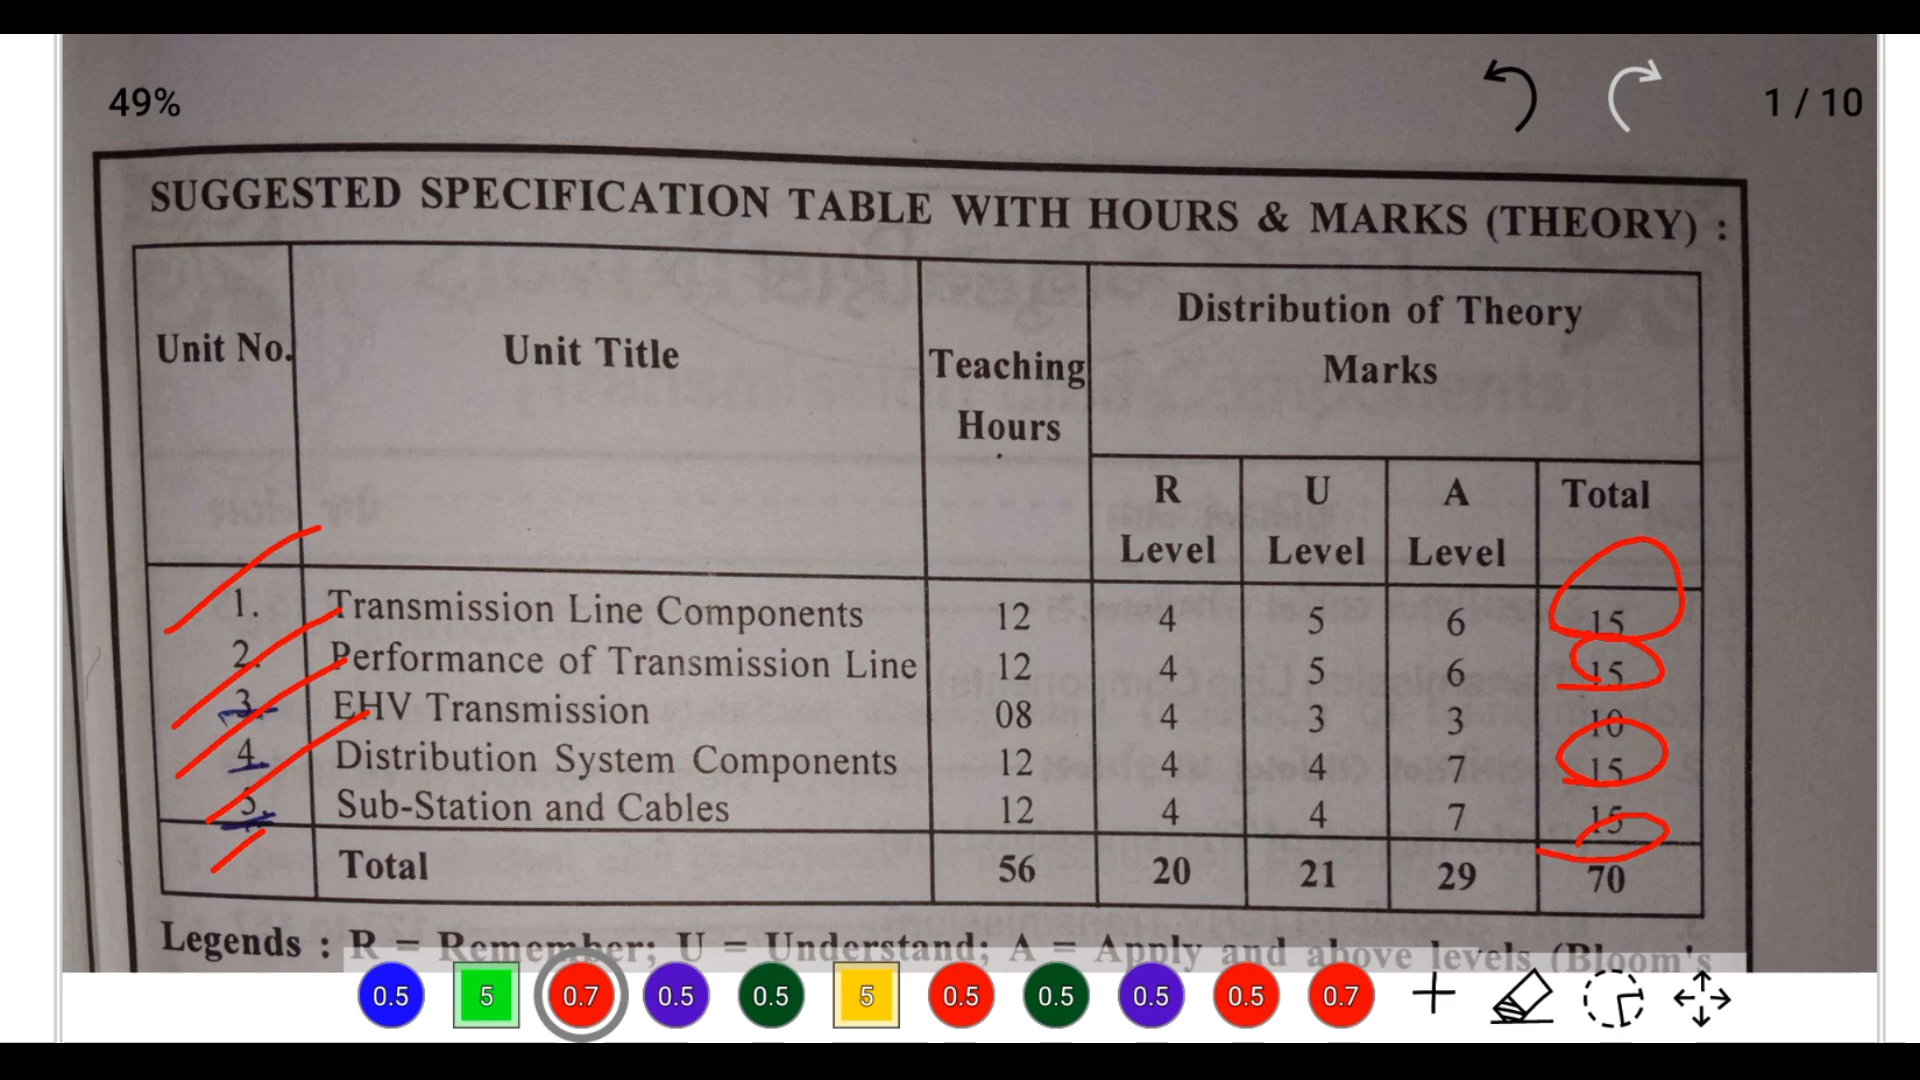 49%
1 / 10
SUGGESTED SPECIFICATION TABLE WITH HOURS & MARKS (THEORY) :
Unit No. Unit Title Teaching Hours Distribution of Theory Marks
R Level U Level A Level Total
1. Transmission Line Components 12 4 5 6 15
2. Performance of Transmission Line 12 4 5 6 15
3. EHV Transmission 08 4 3 3 10
4. Distribution System Components 12 4 4 7 15
5. Sub-Station and Cables 12 4 4 7 15
Total 56 20 21 29 70
Legends : R = Remember; U = Understand; A = Apply and above levels (Bloom's
0.5 5 0.7 0.5 0.5 5 0.5 0.5 0.5 0.5 0.7